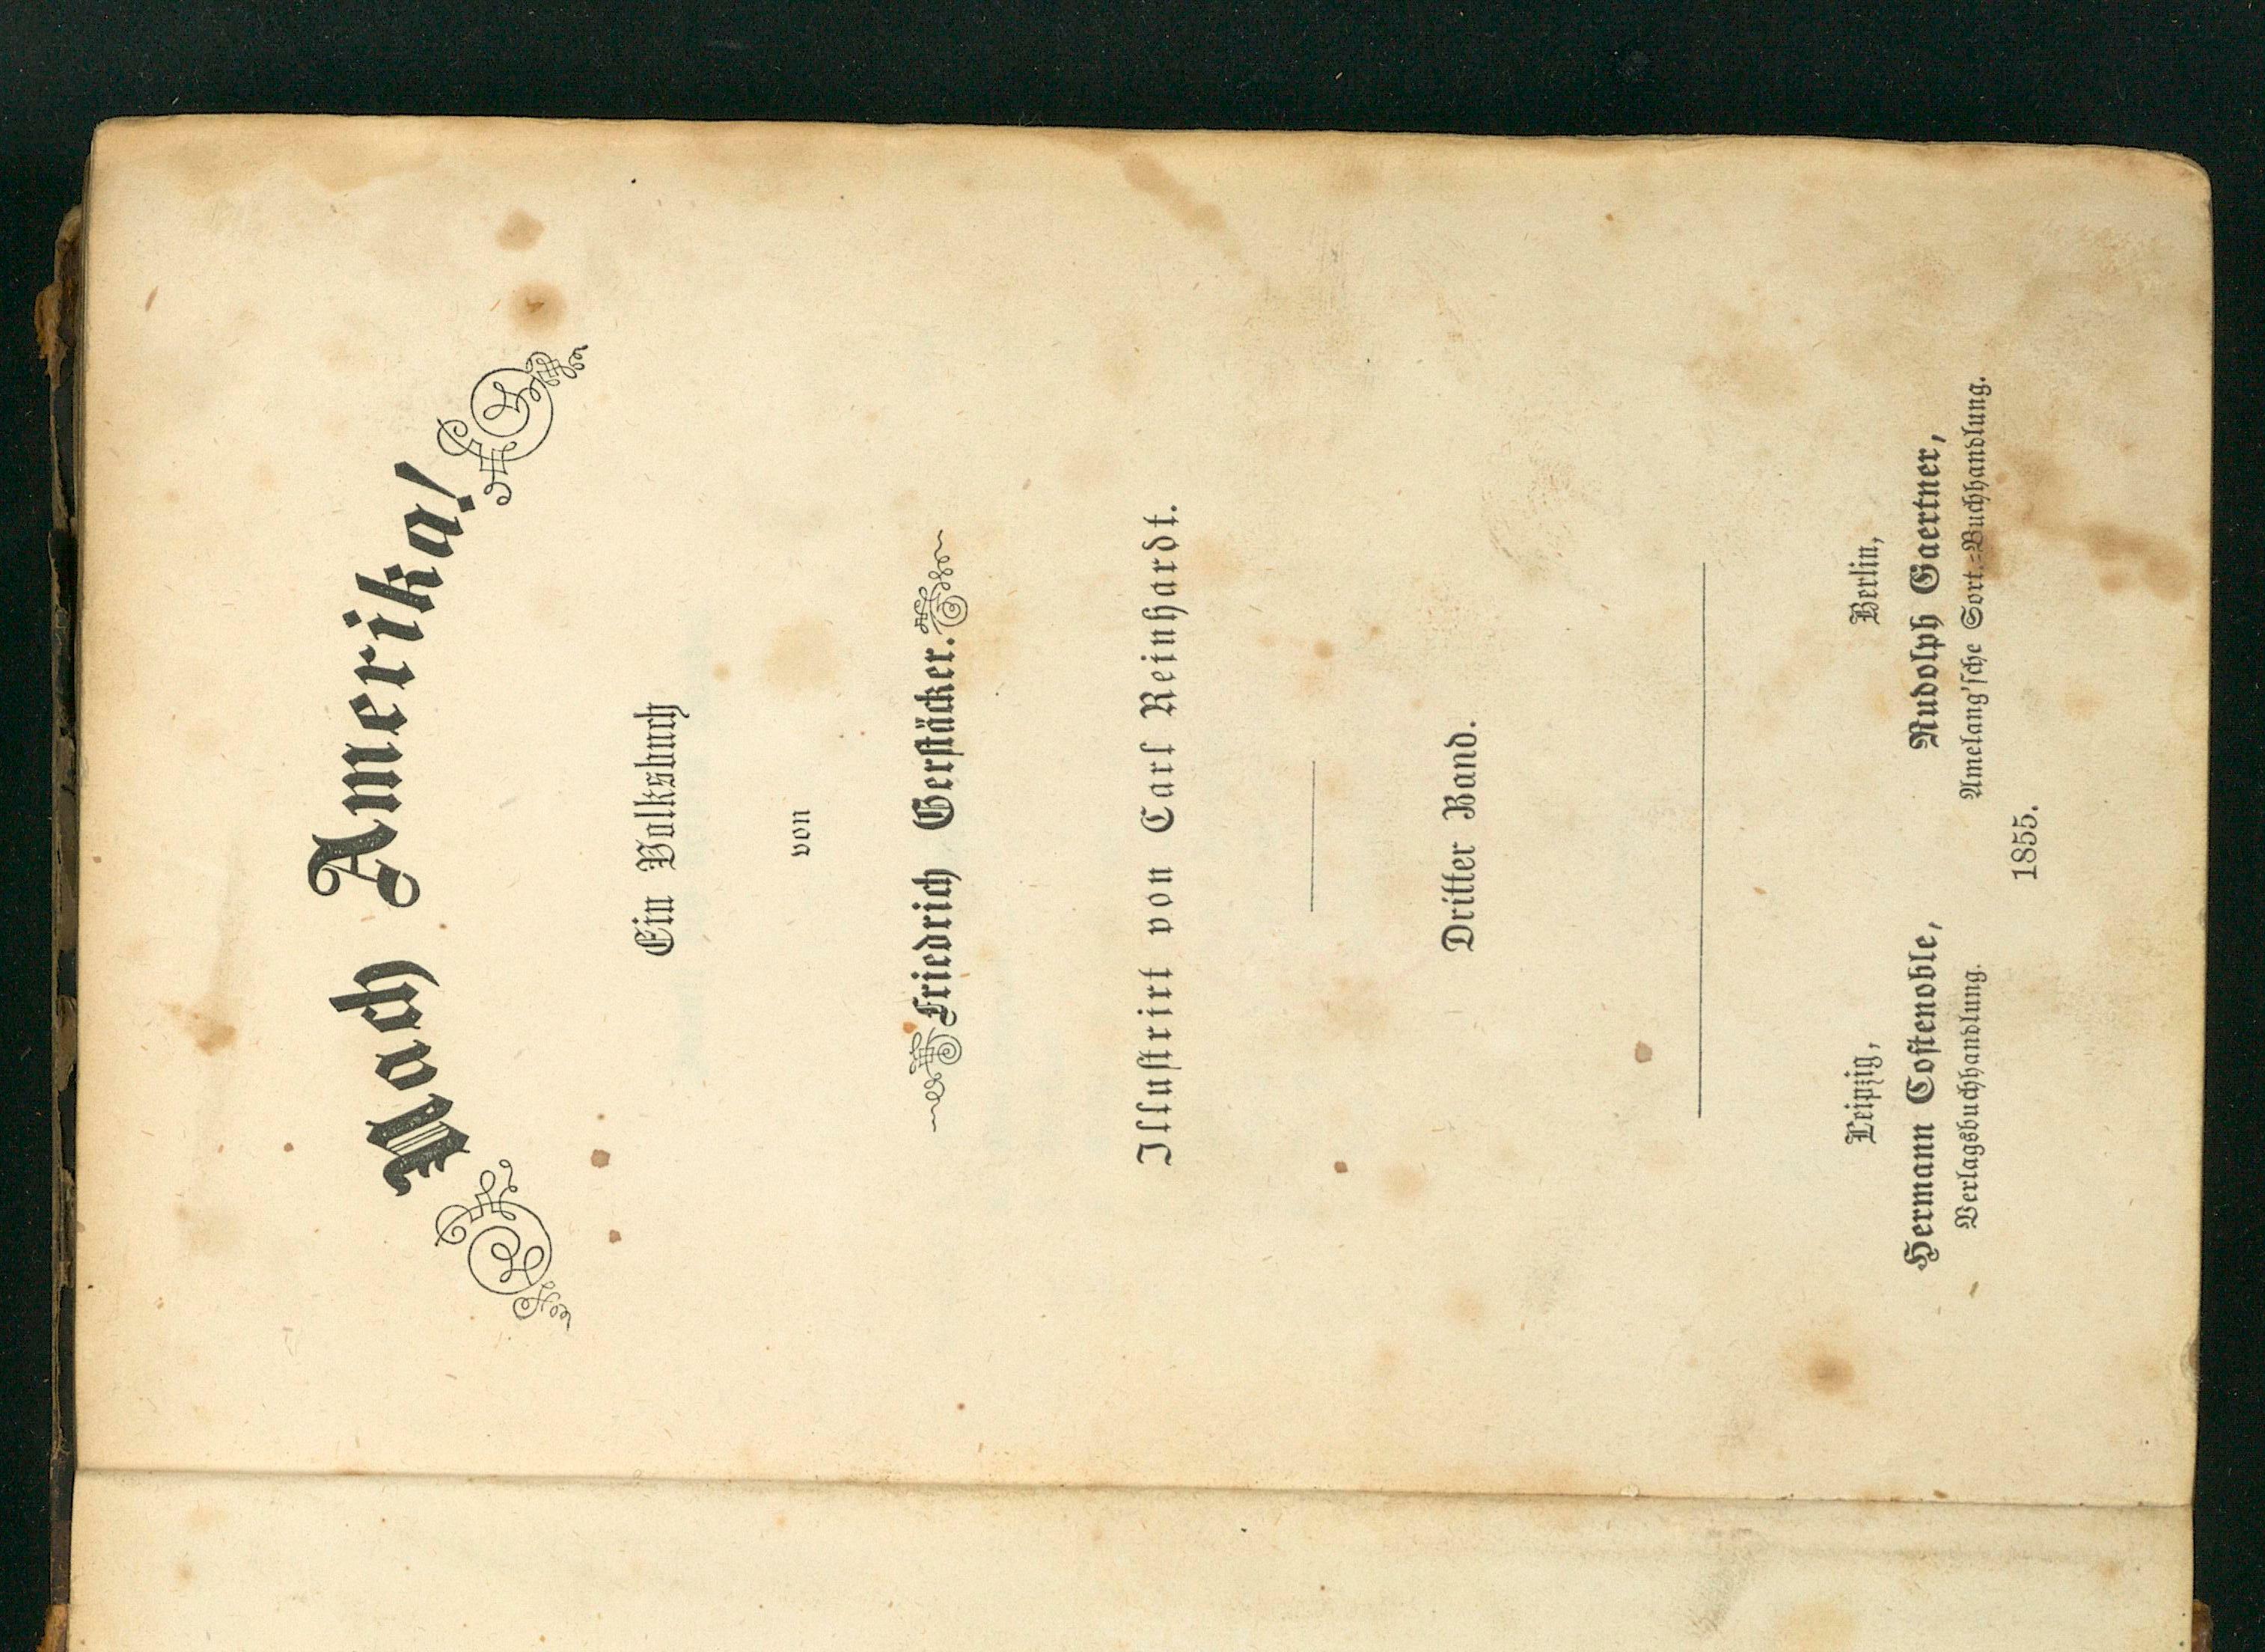 Nach Amerika!
Ein Volksbuch
von
Friedrich Gerstäcker.
Illustrirt von Carl Reinhardt.
Dritter Band.
Leipzig,
Hermann Costenoble,
Verlagsbuchhandlung.
Berlin,
Rudolph Gaertner,
Amelang'sche Sort.-Buchhandlung.
1855.